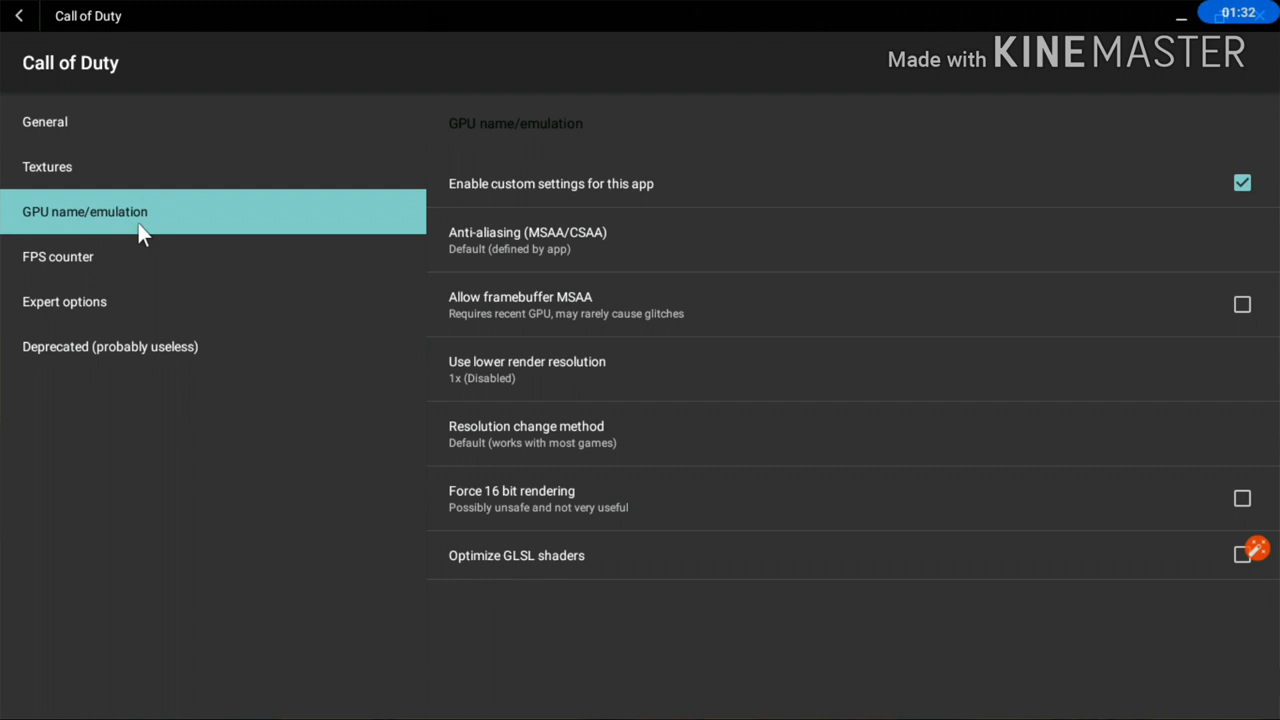 Call of Duty
01:32
Made with KINEMASTER
Call of Duty
General
Textures
GPU name/emulation
FPS counter
Expert options
Deprecated (probably useless)
GPU name/emulation
Enable custom settings for this app
Anti-aliasing (MSAA/CSAA)
Default (defined by app)
Allow framebuffer MSAA
Requires recent GPU, may rarely cause glitches
Use lower render resolution
1x (Disabled)
Resolution change method
Default (works with most games)
Force 16 bit rendering
Possibly unsafe and not very useful
Optimize GLSL shaders